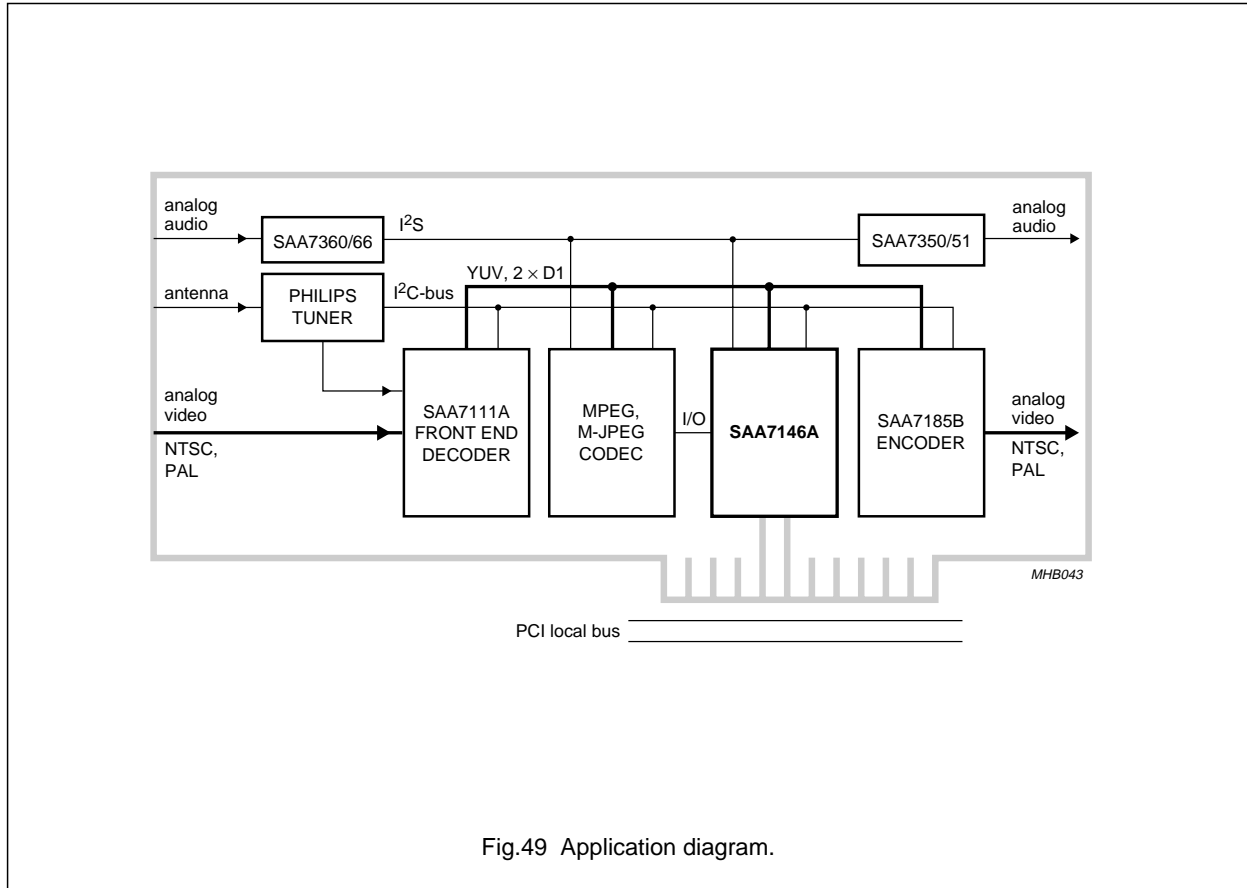 analog
audio
SAA7360/66
I2S
SAA7350/51
analog
audio
YUV, 2 × D1
antenna
PHILIPS
TUNER
I2C-bus
analog
video
NTSC,
PAL
SAA7111A
FRONT END
DECODER
MPEG,
M-JPEG
CODEC
I/O
SAA7146A
SAA7185B
ENCODER
analog
video
NTSC,
PAL
MHB043
PCI local bus
Fig.49 Application diagram.